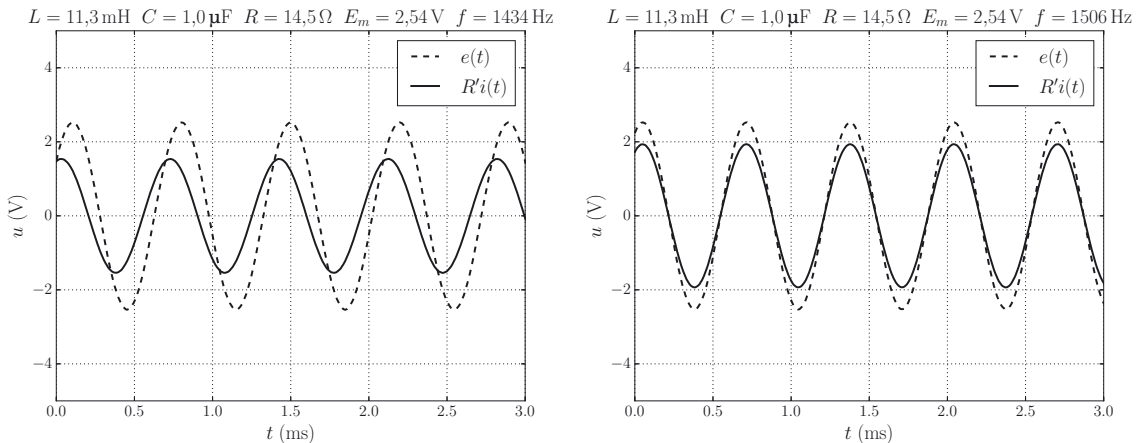 L = 11,3 mH C = 1,0 µF R = 14,5 Ω E_m = 2,54 V f = 1434 Hz
e(t)
R'i(t)
4
2
0
−2
−4
u (V)
0.0 0.5 1.0 1.5 2.0 2.5 3.0
t (ms)
L = 11,3 mH C = 1,0 µF R = 14,5 Ω E_m = 2,54 V f = 1506 Hz
e(t)
R'i(t)
4
2
0
−2
−4
u (V)
0.0 0.5 1.0 1.5 2.0 2.5 3.0
t (ms)